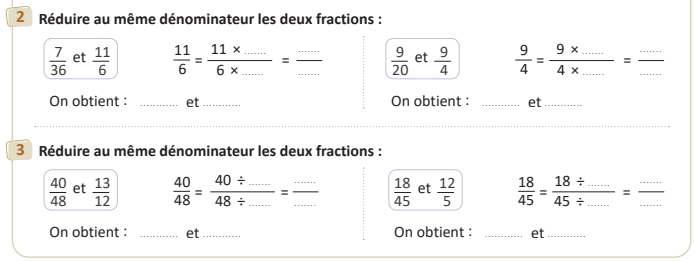 2 Réduire au même dénominateur les deux fractions :
7/36 et 11/6 11/6 = 11 × ....... / 6 × ....... = ....... / .......
9/20 et 9/4 9/4 = 9 × ....... / 4 × ....... = ....... / .......
On obtient : ........... et ...........
On obtient : ........... et ...........
3 Réduire au même dénominateur les deux fractions :
40/48 et 13/12 40/48 = 40 ÷ ....... / 48 ÷ ....... = ....... / .......
18/45 et 12/5 18/45 = 18 ÷ ....... / 45 ÷ ....... = ....... / .......
On obtient : ........... et ...........
On obtient : ........... et ...........